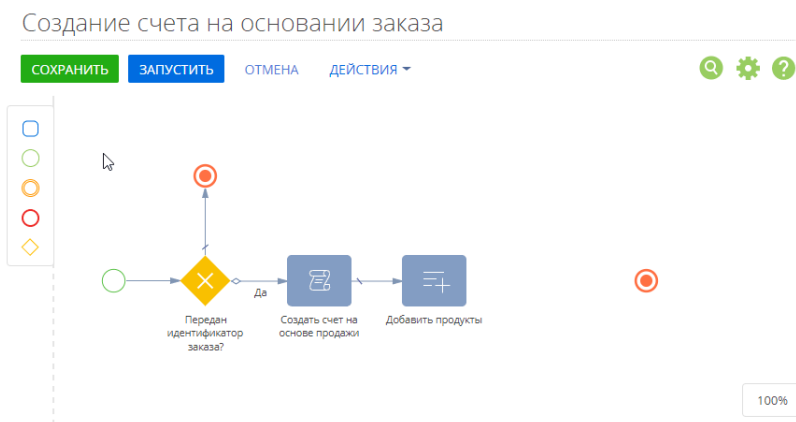 Создание счета на основании заказа
СОХРАНИТЬ
ЗАПУСТИТЬ
ОТМЕНА
ДЕЙСТВИЯ
Да
Передан
идентификатор
заказа?
Создать счет на
основе продажи
Добавить продукты
100%